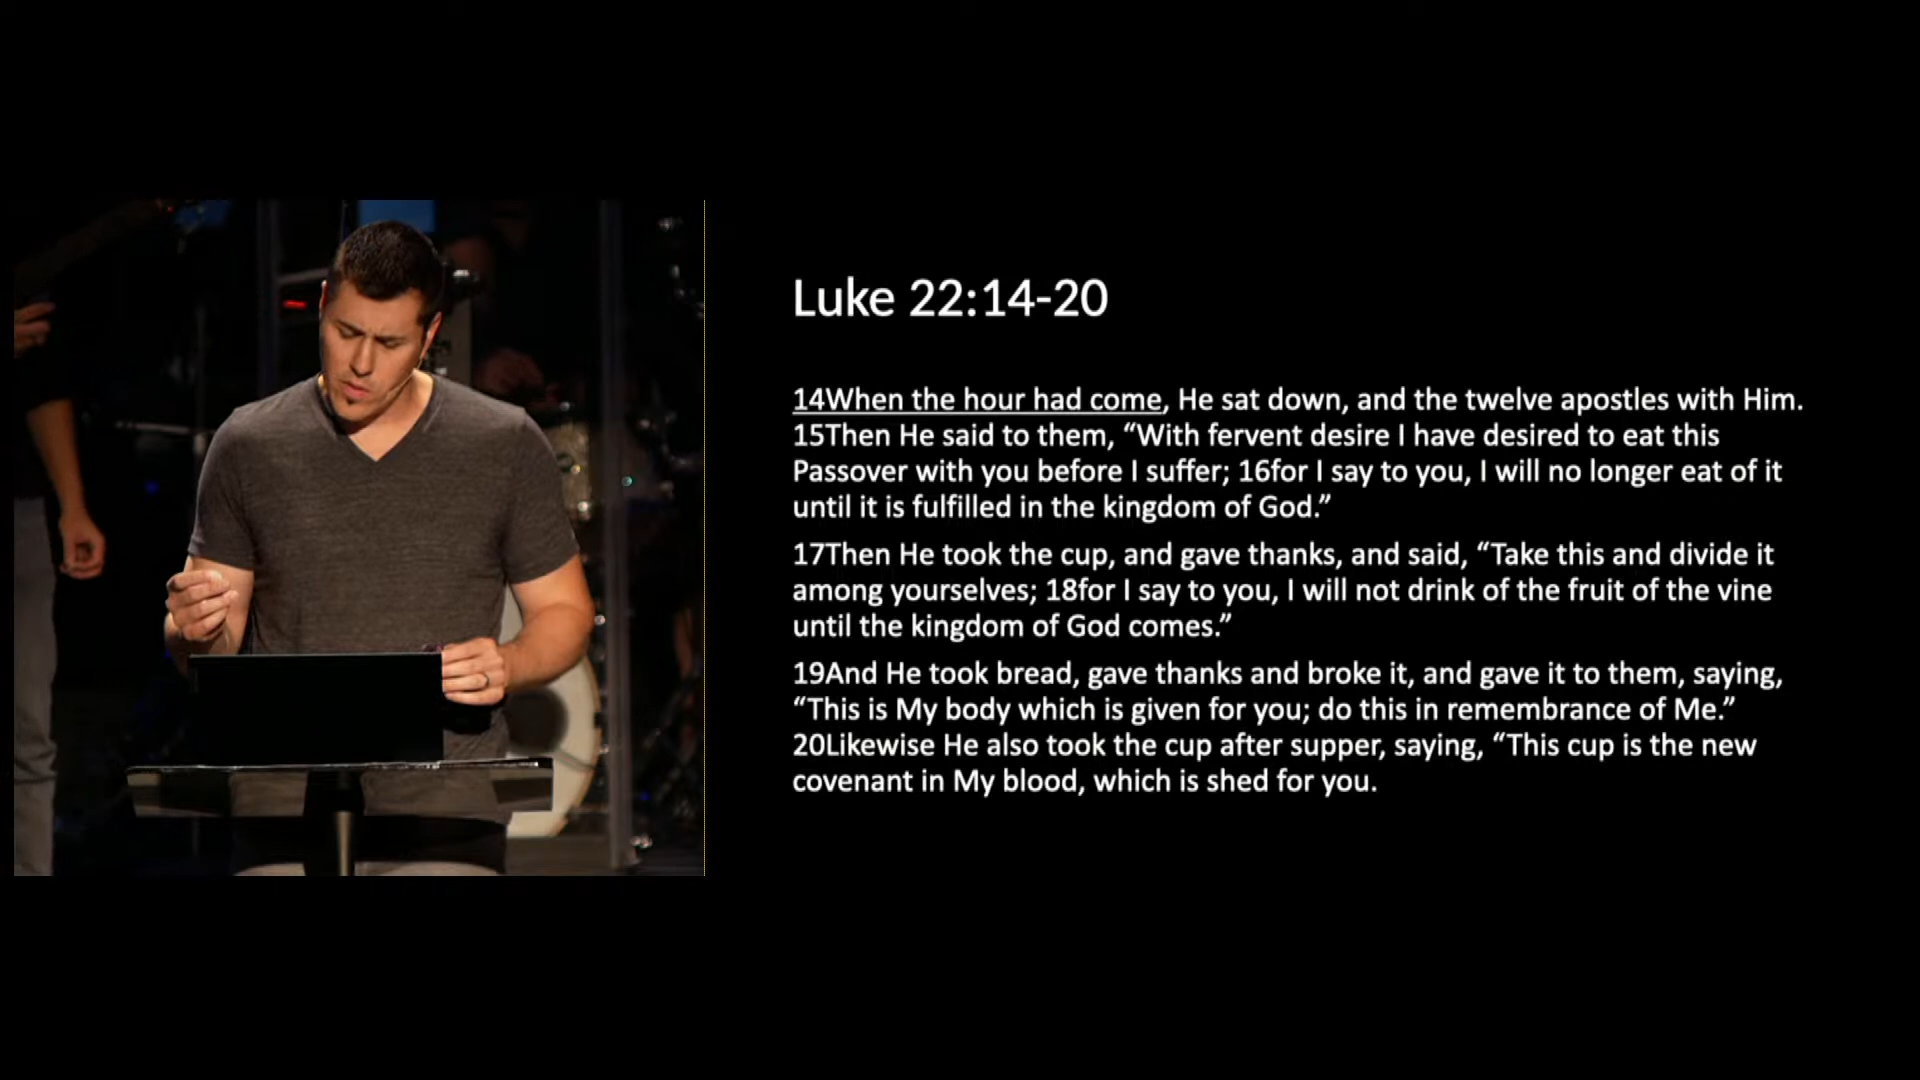 Luke 22:14-20
14When the hour had come, He sat down, and the twelve apostles with Him.
15Then He said to them, “With fervent desire I have desired to eat this
Passover with you before I suffer; 16for I say to you, I will no longer eat of it
until it is fulfilled in the kingdom of God.”
17Then He took the cup, and gave thanks, and said, “Take this and divide it
among yourselves; 18for I say to you, I will not drink of the fruit of the vine
until the kingdom of God comes.”
19And He took bread, gave thanks and broke it, and gave it to them, saying,
“This is My body which is given for you; do this in remembrance of Me.”
20Likewise He also took the cup after supper, saying, “This cup is the new
covenant in My blood, which is shed for you.